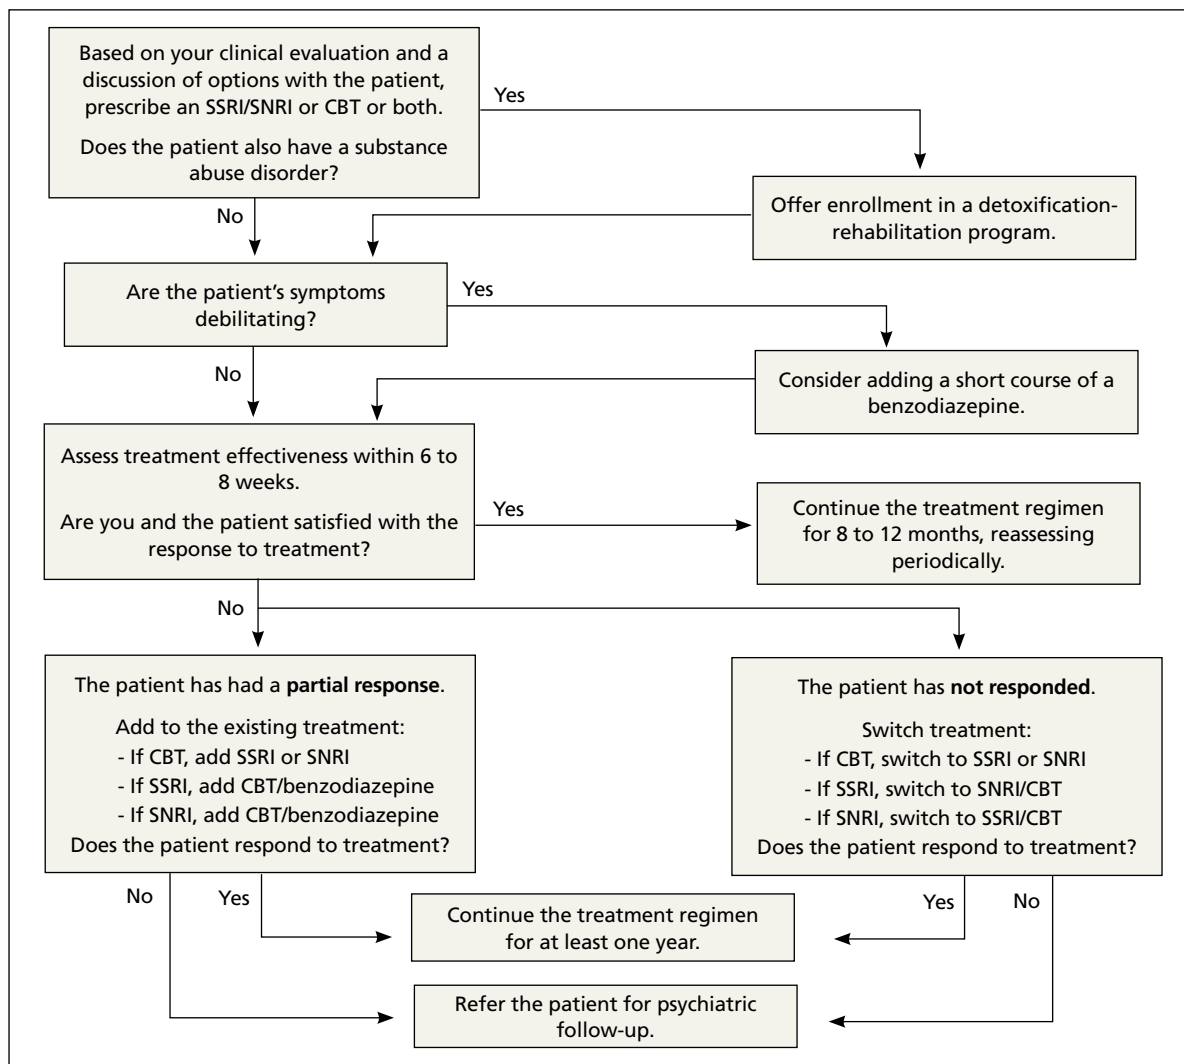 Based on your clinical evaluation and a
discussion of options with the patient,
prescribe an SSRI/SNRI or CBT or both.
Does the patient also have a substance
abuse disorder?
Yes
No
Offer enrollment in a detoxification-
rehabilitation program.
Are the patient’s symptoms
debilitating?
Yes
No
Consider adding a short course of a
benzodiazepine.
Assess treatment effectiveness within 6 to
8 weeks.
Are you and the patient satisfied with the
response to treatment?
Yes
Continue the treatment regimen
for 8 to 12 months, reassessing
periodically.
No
The patient has had a partial response.
Add to the existing treatment:
- If CBT, add SSRI or SNRI
- If SSRI, add CBT/benzodiazepine
- If SNRI, add CBT/benzodiazepine
Does the patient respond to treatment?
The patient has not responded.
Switch treatment:
- If CBT, switch to SSRI or SNRI
- If SSRI, switch to SNRI/CBT
- If SNRI, switch to SSRI/CBT
Does the patient respond to treatment?
No
Yes
Yes
No
Continue the treatment regimen
for at least one year.
Refer the patient for psychiatric
follow-up.